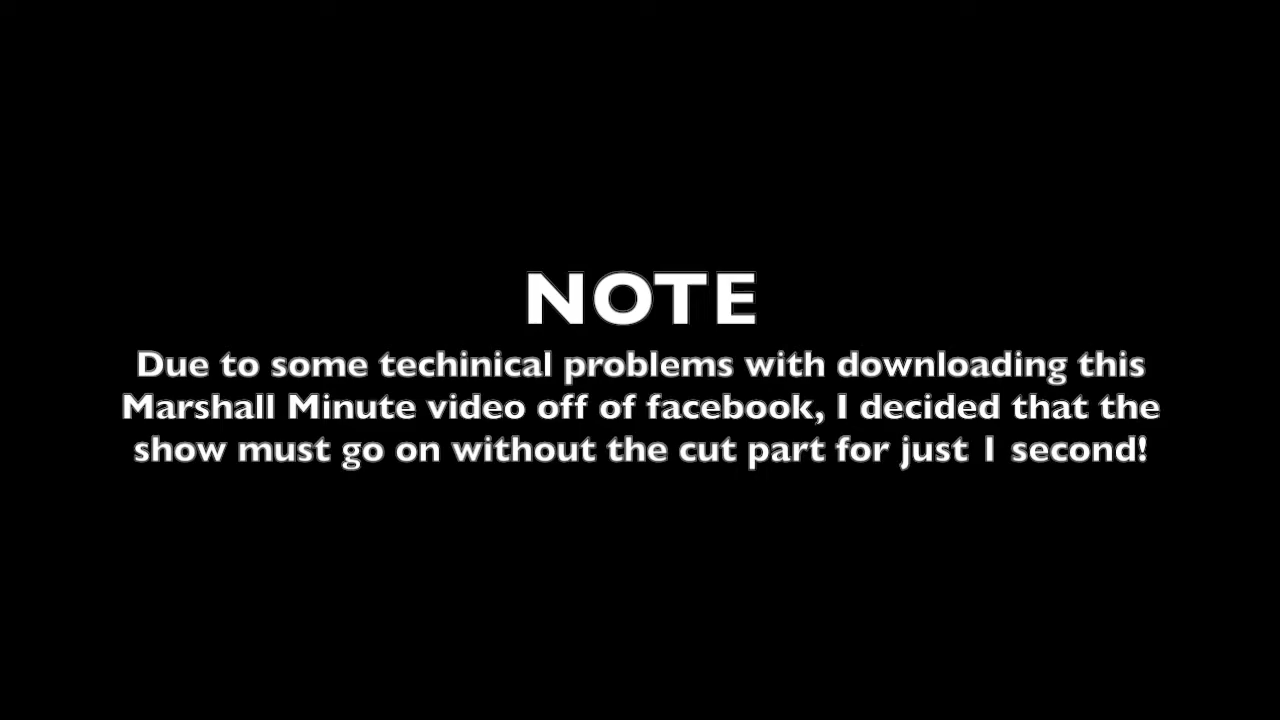 NOTE
Due to some techinical problems with downloading this
Marshall Minute video off of facebook, I decided that the
show must go on without the cut part for just 1 second!